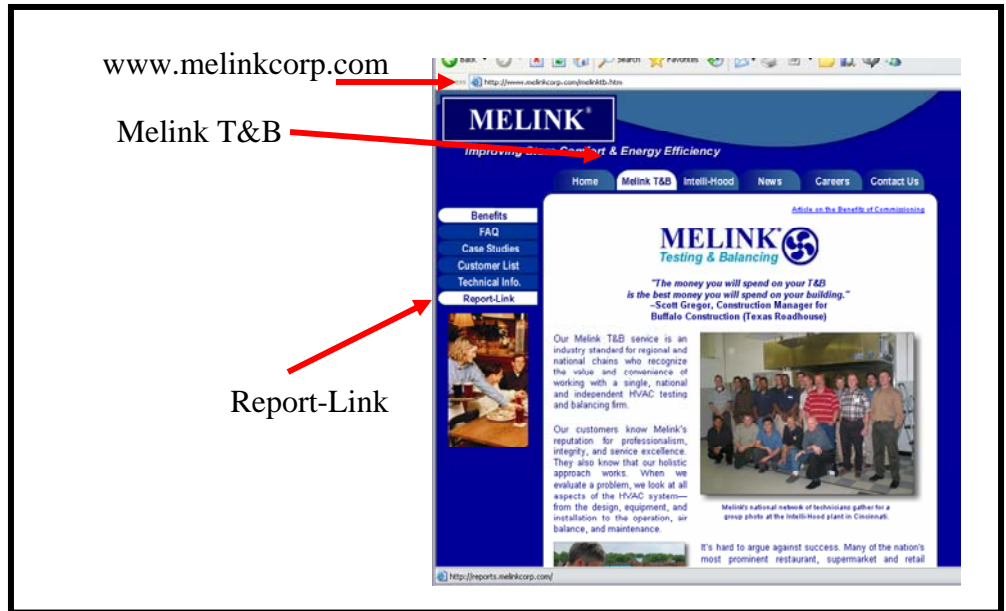 www.melinkcorp.com
Melink T&B
Report-Link
Back Search Favorites
http://www.melinkcorp.com/melinktb.htm
MELINK®
Improving Store Comfort & Energy Efficiency
Home Melink T&B Intelli-Hood News Careers Contact Us
Article on the Benefits of Commissioning
Benefits
FAQ
Case Studies
Customer List
Technical Info.
Report-Link
MELINK®
Testing & Balancing
"The money you will spend on your T&B
is the best money you will spend on your building."
–Scott Gregor, Construction Manager for
Buffalo Construction (Texas Roadhouse)
Our Melink T&B service is an
industry standard for regional and
national chains who recognize
the value and convenience of
working with a single, national
and independent HVAC testing
and balancing firm.
Our customers know Melink's
reputation for professionalism,
integrity, and service excellence.
They also know that our holistic
approach works. When we
evaluate a problem, we look at all
aspects of the HVAC system—
from the design, equipment, and
installation to the operation, air
balance, and maintenance.
Melink's national network of technicians gather for a
group photo at the Intelli-Hood plant in Cincinnati.
It's hard to argue against success. Many of the nation's
most prominent restaurant, supermarket and retail
http://reports.melinkcorp.com/